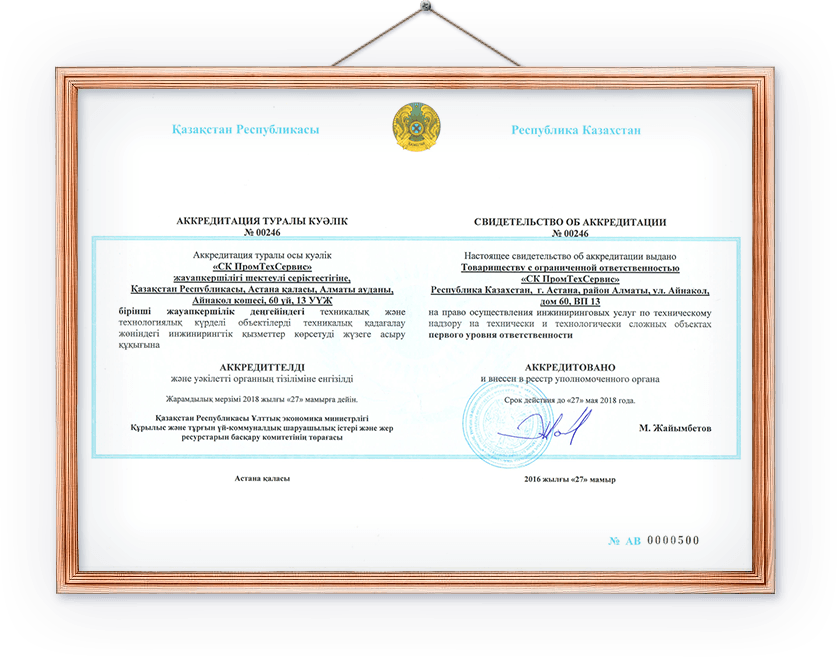 Қазақстан Республикасы
Республика Казахстан
АККРЕДИТАЦИЯ ТУРАЛЫ КУӘЛІК
№ 00246
Аккредитация туралы осы куәлік
«СК ПромТехСервис»
жауапкершілігі шектеулі серіктестігіне,
Қазақстан Республикасы, Астана қаласы, Алматы ауданы,
Айнакол көшесі, 60 үй, 13 УҮЖ
бірінші жауапкершілік деңгейіндегі техникалық және
технологиялық күрделі объектілерді техникалық қадағалау
жөніндегі инжинирингтік қызметтер көрсетуді жүзеге асыру
құқығына
АККРЕДИТТЕЛДІ
және уәкілетті органның тізіліміне енгізілді
Жарамдылық мерзімі 2018 жылғы «27» мамырға дейін.
Қазақстан Республикасы Ұлттық экономика министрлігі
Құрылыс және тұрғын үй-коммуналдық шаруашылық істері және жер
ресурстарын басқару комитетінің төрағасы
Астана қаласы
СВИДЕТЕЛЬСТВО ОБ АККРЕДИТАЦИИ
№ 00246
Настоящее свидетельство об аккредитации выдано
Товариществу с ограниченной ответственностью
«СК ПромТехСервис»
Республика Казахстан, г. Астана, район Алматы, ул. Айнакол,
дом 60, ВП 13
на право осуществления инжиниринговых услуг по техническому
надзору на технически и технологически сложных объектах
первого уровня ответственности
АККРЕДИТОВАНО
и внесен в реестр уполномоченного органа
Срок действия до «27» мая 2018 года.
М. Жайымбетов
2016 жылғы «27» мамыр
№ АВ 0000500